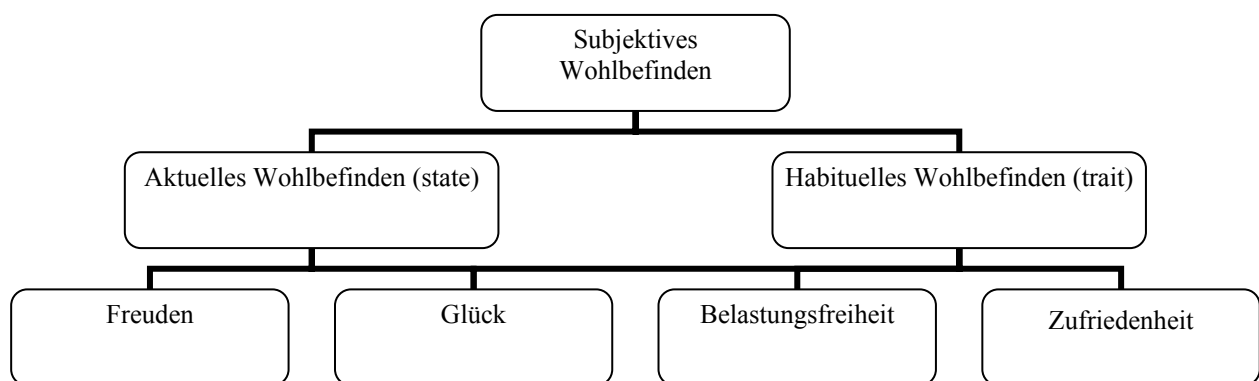 Subjektives
Wohlbefinden
Aktuelles Wohlbefinden (state)
Habituelles Wohlbefinden (trait)
Freuden
Glück
Belastungsfreiheit
Zufriedenheit